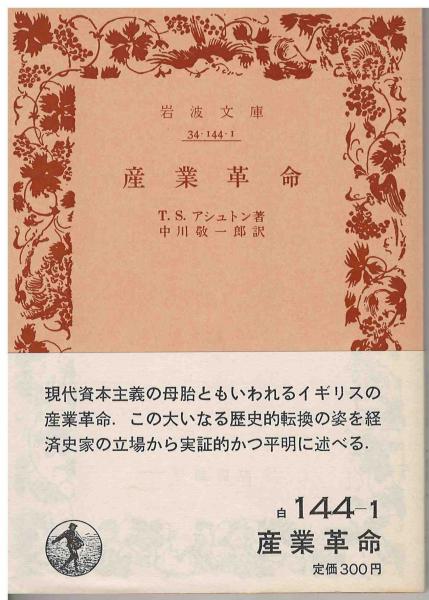 岩波文庫
34-144-1
産業革命
T. S. アシュトン著
中川敬一郎訳
現代資本主義の母胎ともいわれるイギリスの
産業革命．この大いなる歴史的転換の姿を経
済史家の立場から実証的かつ平明に述べる．
白 144-1
産業革命
定価300円